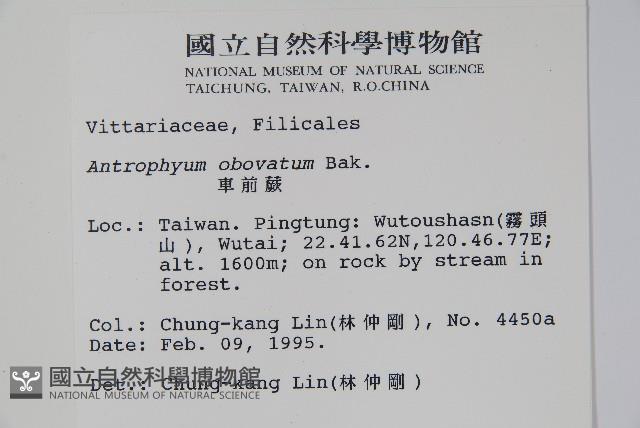 國立自然科學博物館
NATIONAL MUSEUM OF NATURAL SCIENCE
TAICHUNG, TAIWAN, R.O.CHINA
Vittariaceae, Filicales
Antrophyum obovatum Bak.
車前蕨
Loc.: Taiwan. Pingtung: Wutoushasn(霧頭
山), Wutai; 22.41.62N,120.46.77E;
alt. 1600m; on rock by stream in
forest.
Col.: Chung-kang Lin(林仲剛), No. 4450a
Date: Feb. 09, 1995.
Det.: Chung-kang Lin(林仲剛)
國立自然科學博物館
NATIONAL MUSEUM OF NATURAL SCIENCE